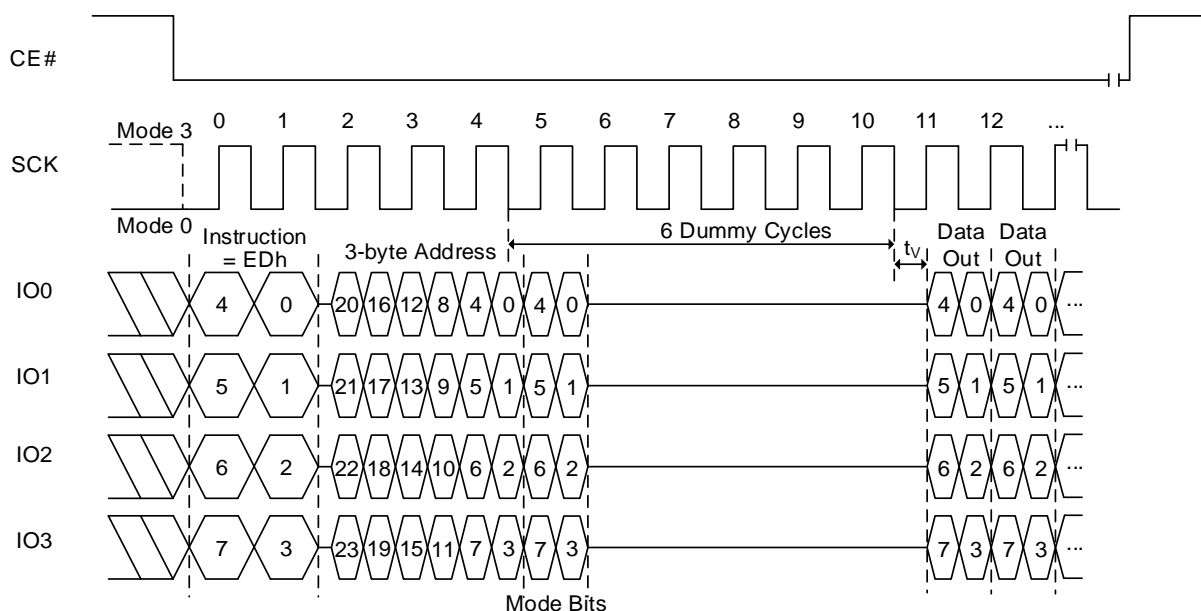 CE#
0 1 2 3 4 5 6 7 8 9 10 11 12 ...
Mode 3
SCK
Mode 0
Instruction
= EDh
3-byte Address
6 Dummy Cycles
tV
Data
Out
Data
Out
IO0 4 0 20 16 12 8 4 0 4 0 4 0 4 0 ...
IO1 5 1 21 17 13 9 5 1 5 1 5 1 5 1 ...
IO2 6 2 22 18 14 10 6 2 6 2 6 2 6 2 ...
IO3 7 3 23 19 15 11 7 3 7 3 7 3 7 3 ...
Mode Bits